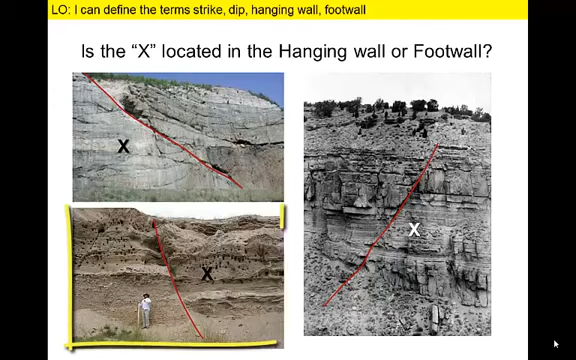 LO: I can define the terms strike, dip, hanging wall, footwall
Is the “X” located in the Hanging wall or Footwall?
X
X
X